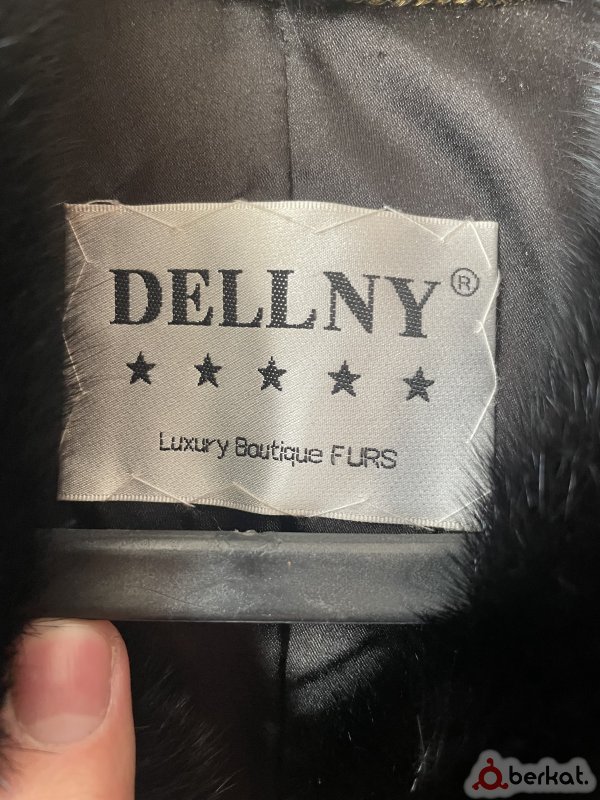 DELLNY®
★ ★ ★ ★ ★
Luxury Boutique FURS
berkat.